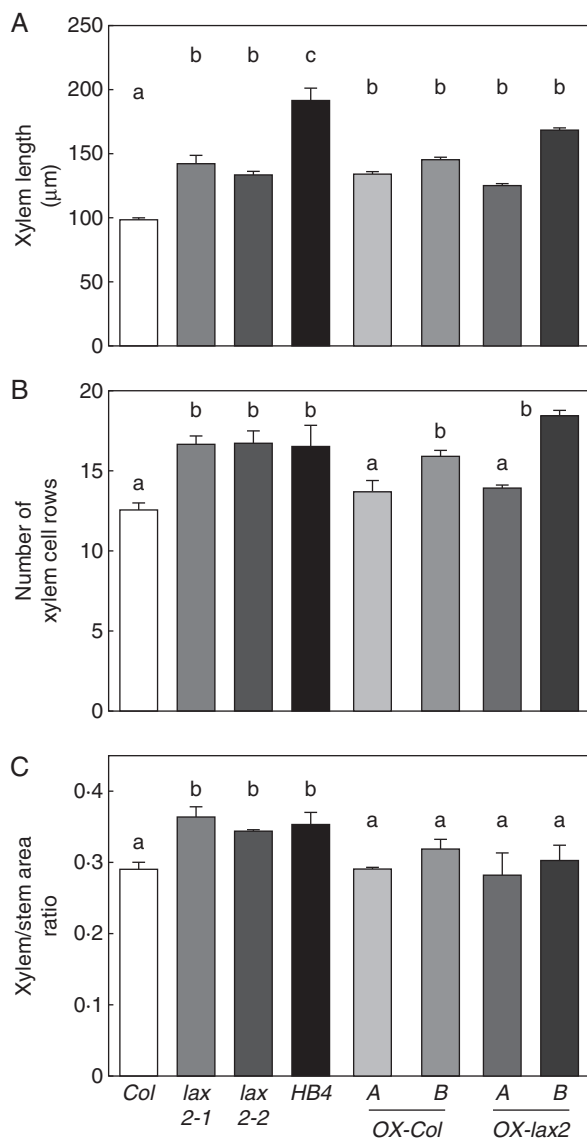 A
Xylem length
(µm)
250
200
150
100
50
0
a
b
b
c
b
b
b
b
B
Number of
xylem cell rows
20
15
10
5
0
a
b
b
b
a
b
a
b
C
Xylem/stem area
ratio
0·4
0·3
0·2
0·1
0
a
b
b
b
a
a
a
a
Col
lax
2-1
lax
2-2
HB4
A
B
OX-Col
A
B
OX-lax2